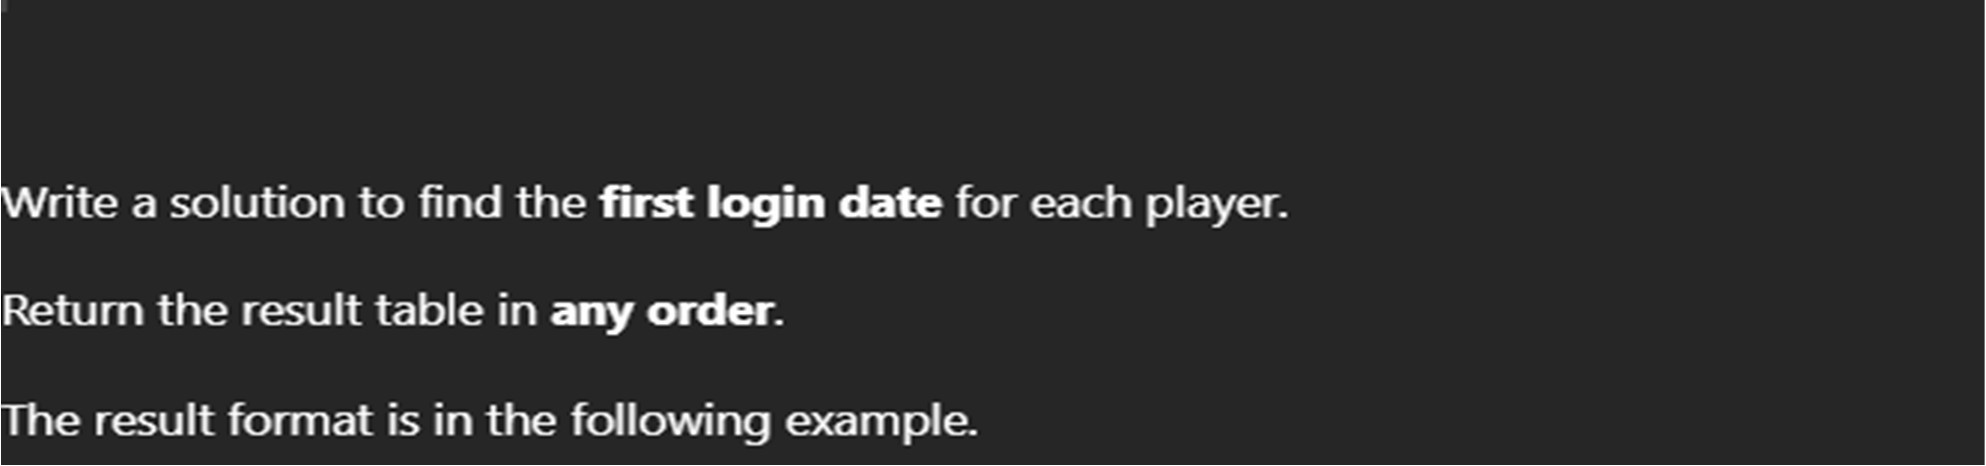 Write a solution to find the first login date for each player.
Return the result table in any order.
The result format is in the following example.